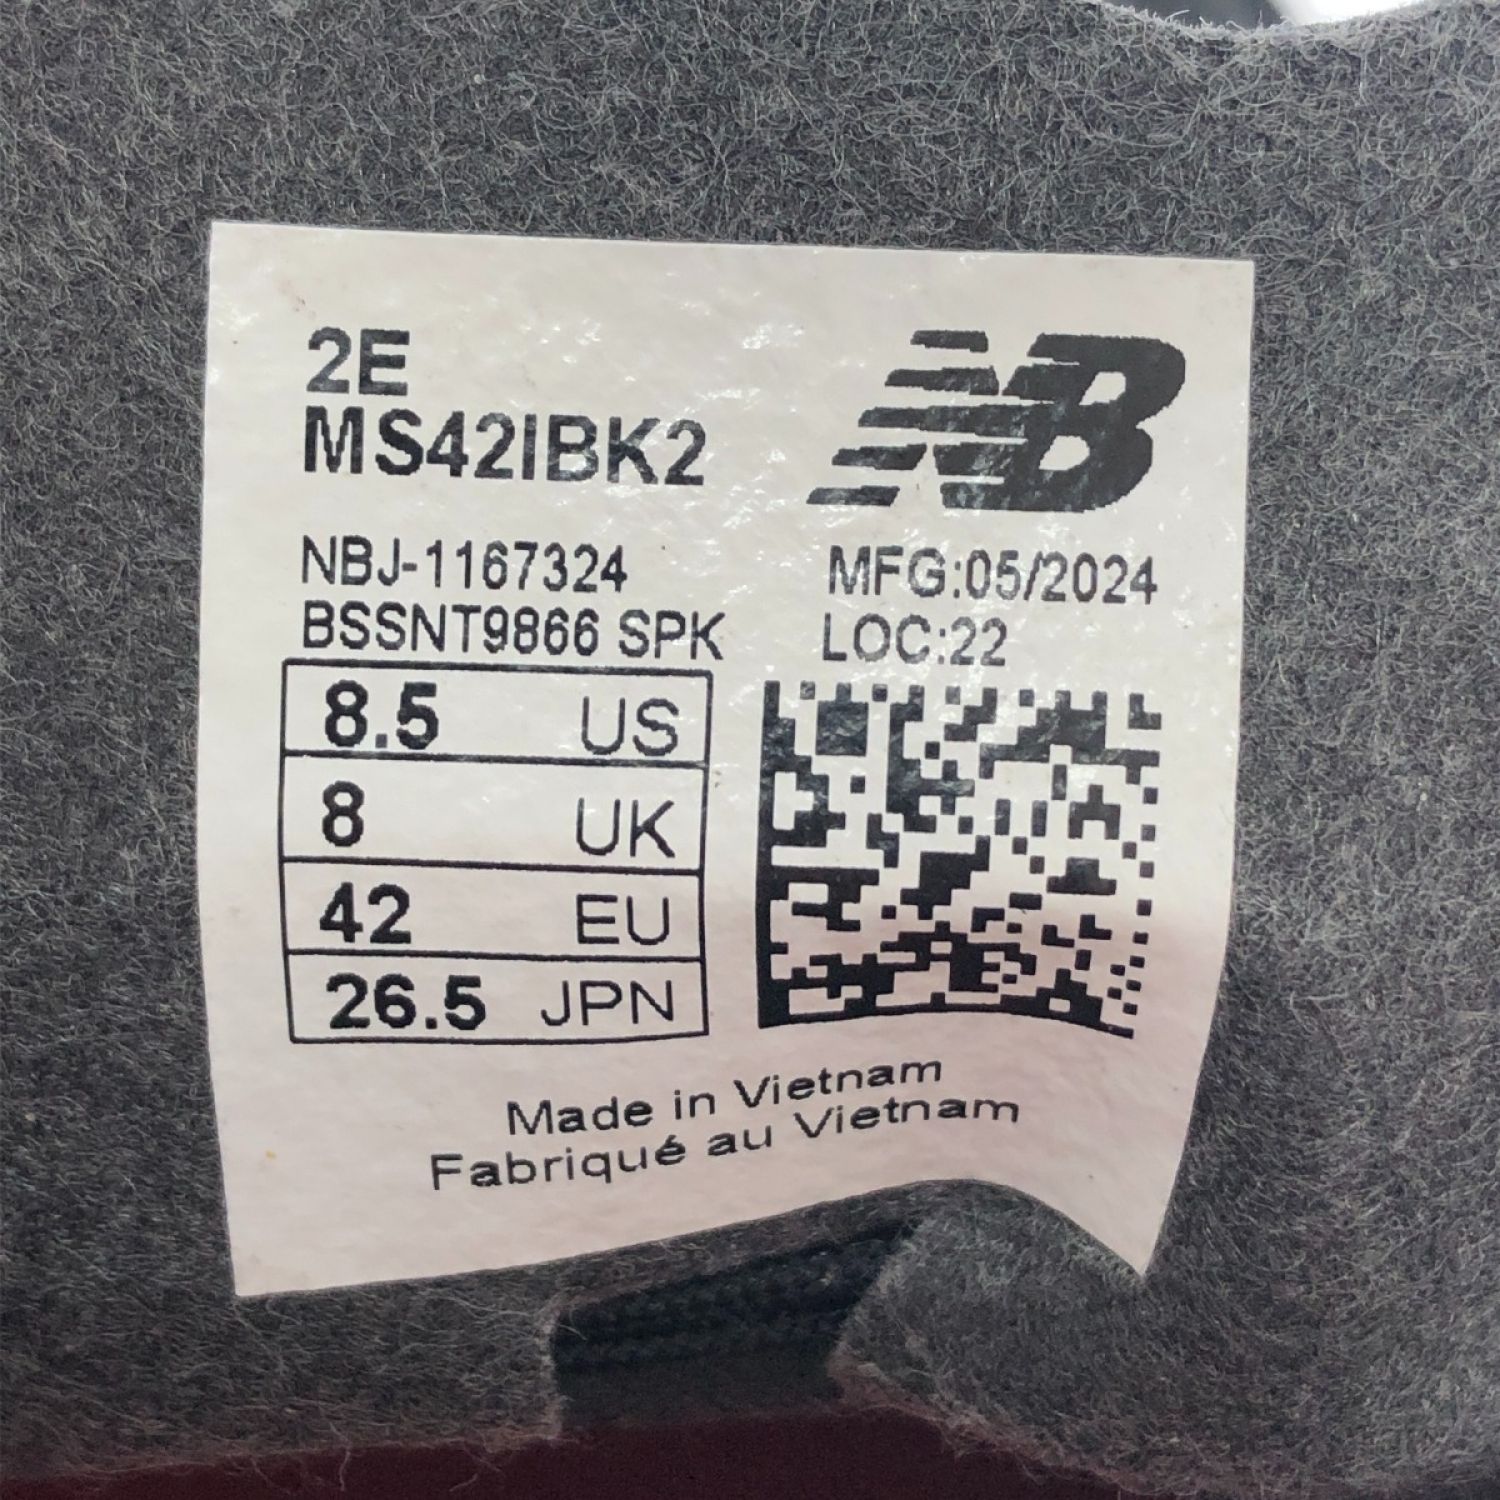 2E
MS42IBK2
NB
NBJ-1167324
BSSNT9866 SPK
MFG:05/2024
LOC:22
8.5 US
8 UK
42 EU
26.5 JPN
Made in Vietnam
Fabriqué au Vietnam